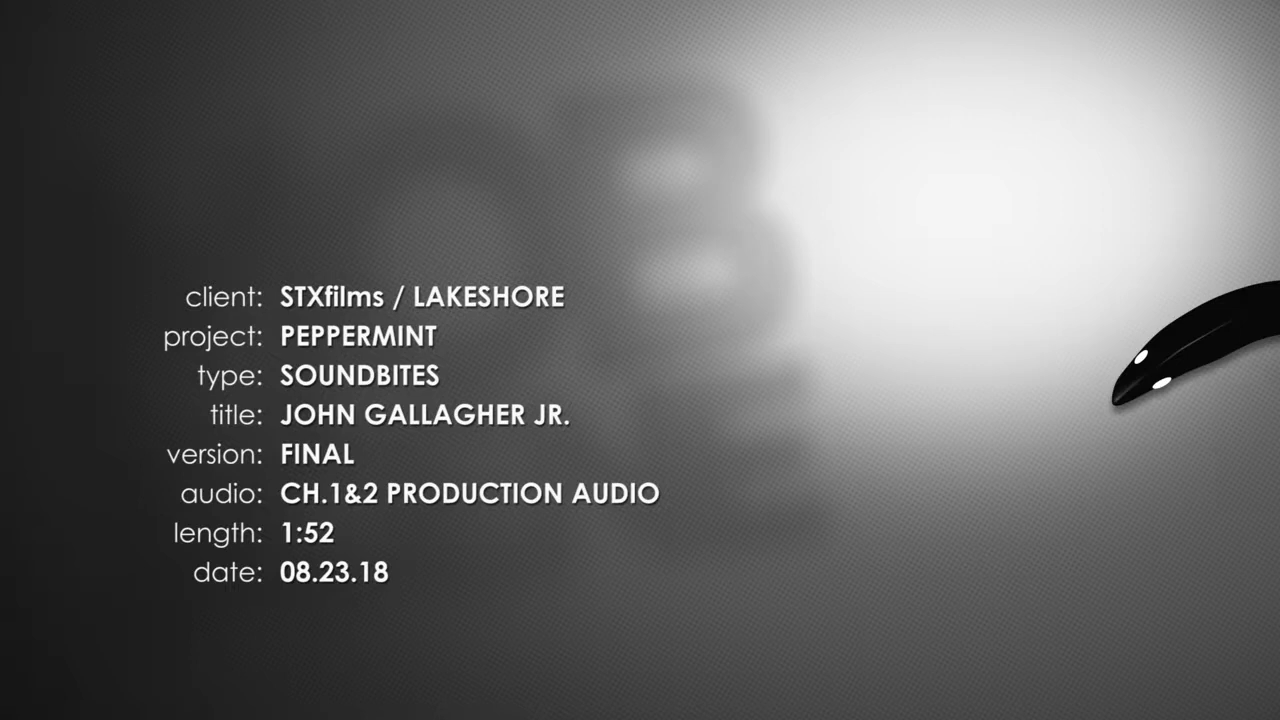 client: STXfilms / LAKESHORE
project: PEPPERMINT
type: SOUNDBITES
title: JOHN GALLAGHER JR.
version: FINAL
audio: CH.1&2 PRODUCTION AUDIO
length: 1:52
date: 08.23.18